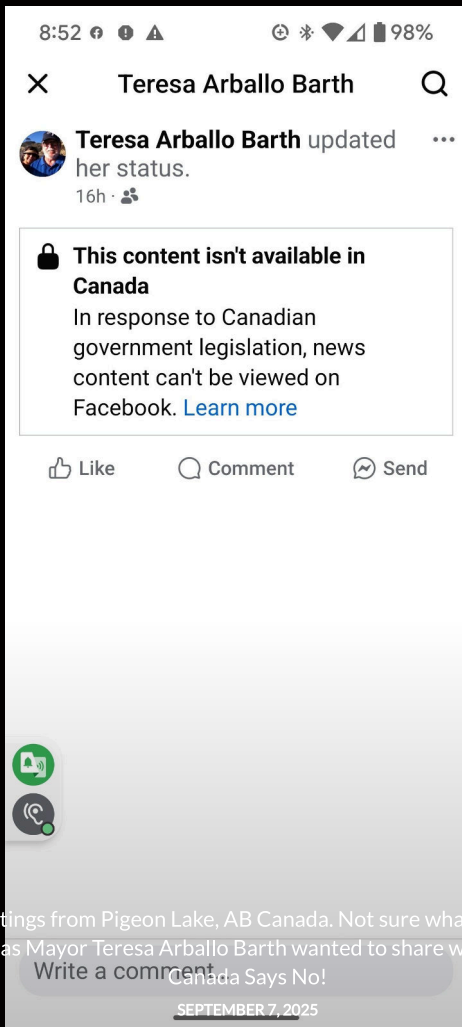 8:52
98%
Teresa Arballo Barth
Teresa Arballo Barth updated
her status.
16h ·
This content isn't available in
Canada
In response to Canadian
government legislation, news
content can't be viewed on
Facebook. Learn more
Like Comment Send
tings from Pigeon Lake, AB Canada. Not sure wha
as Mayor Teresa Arballo Barth wanted to share w
Write a comment...
Canada Says No!
SEPTEMBER 7, 2025